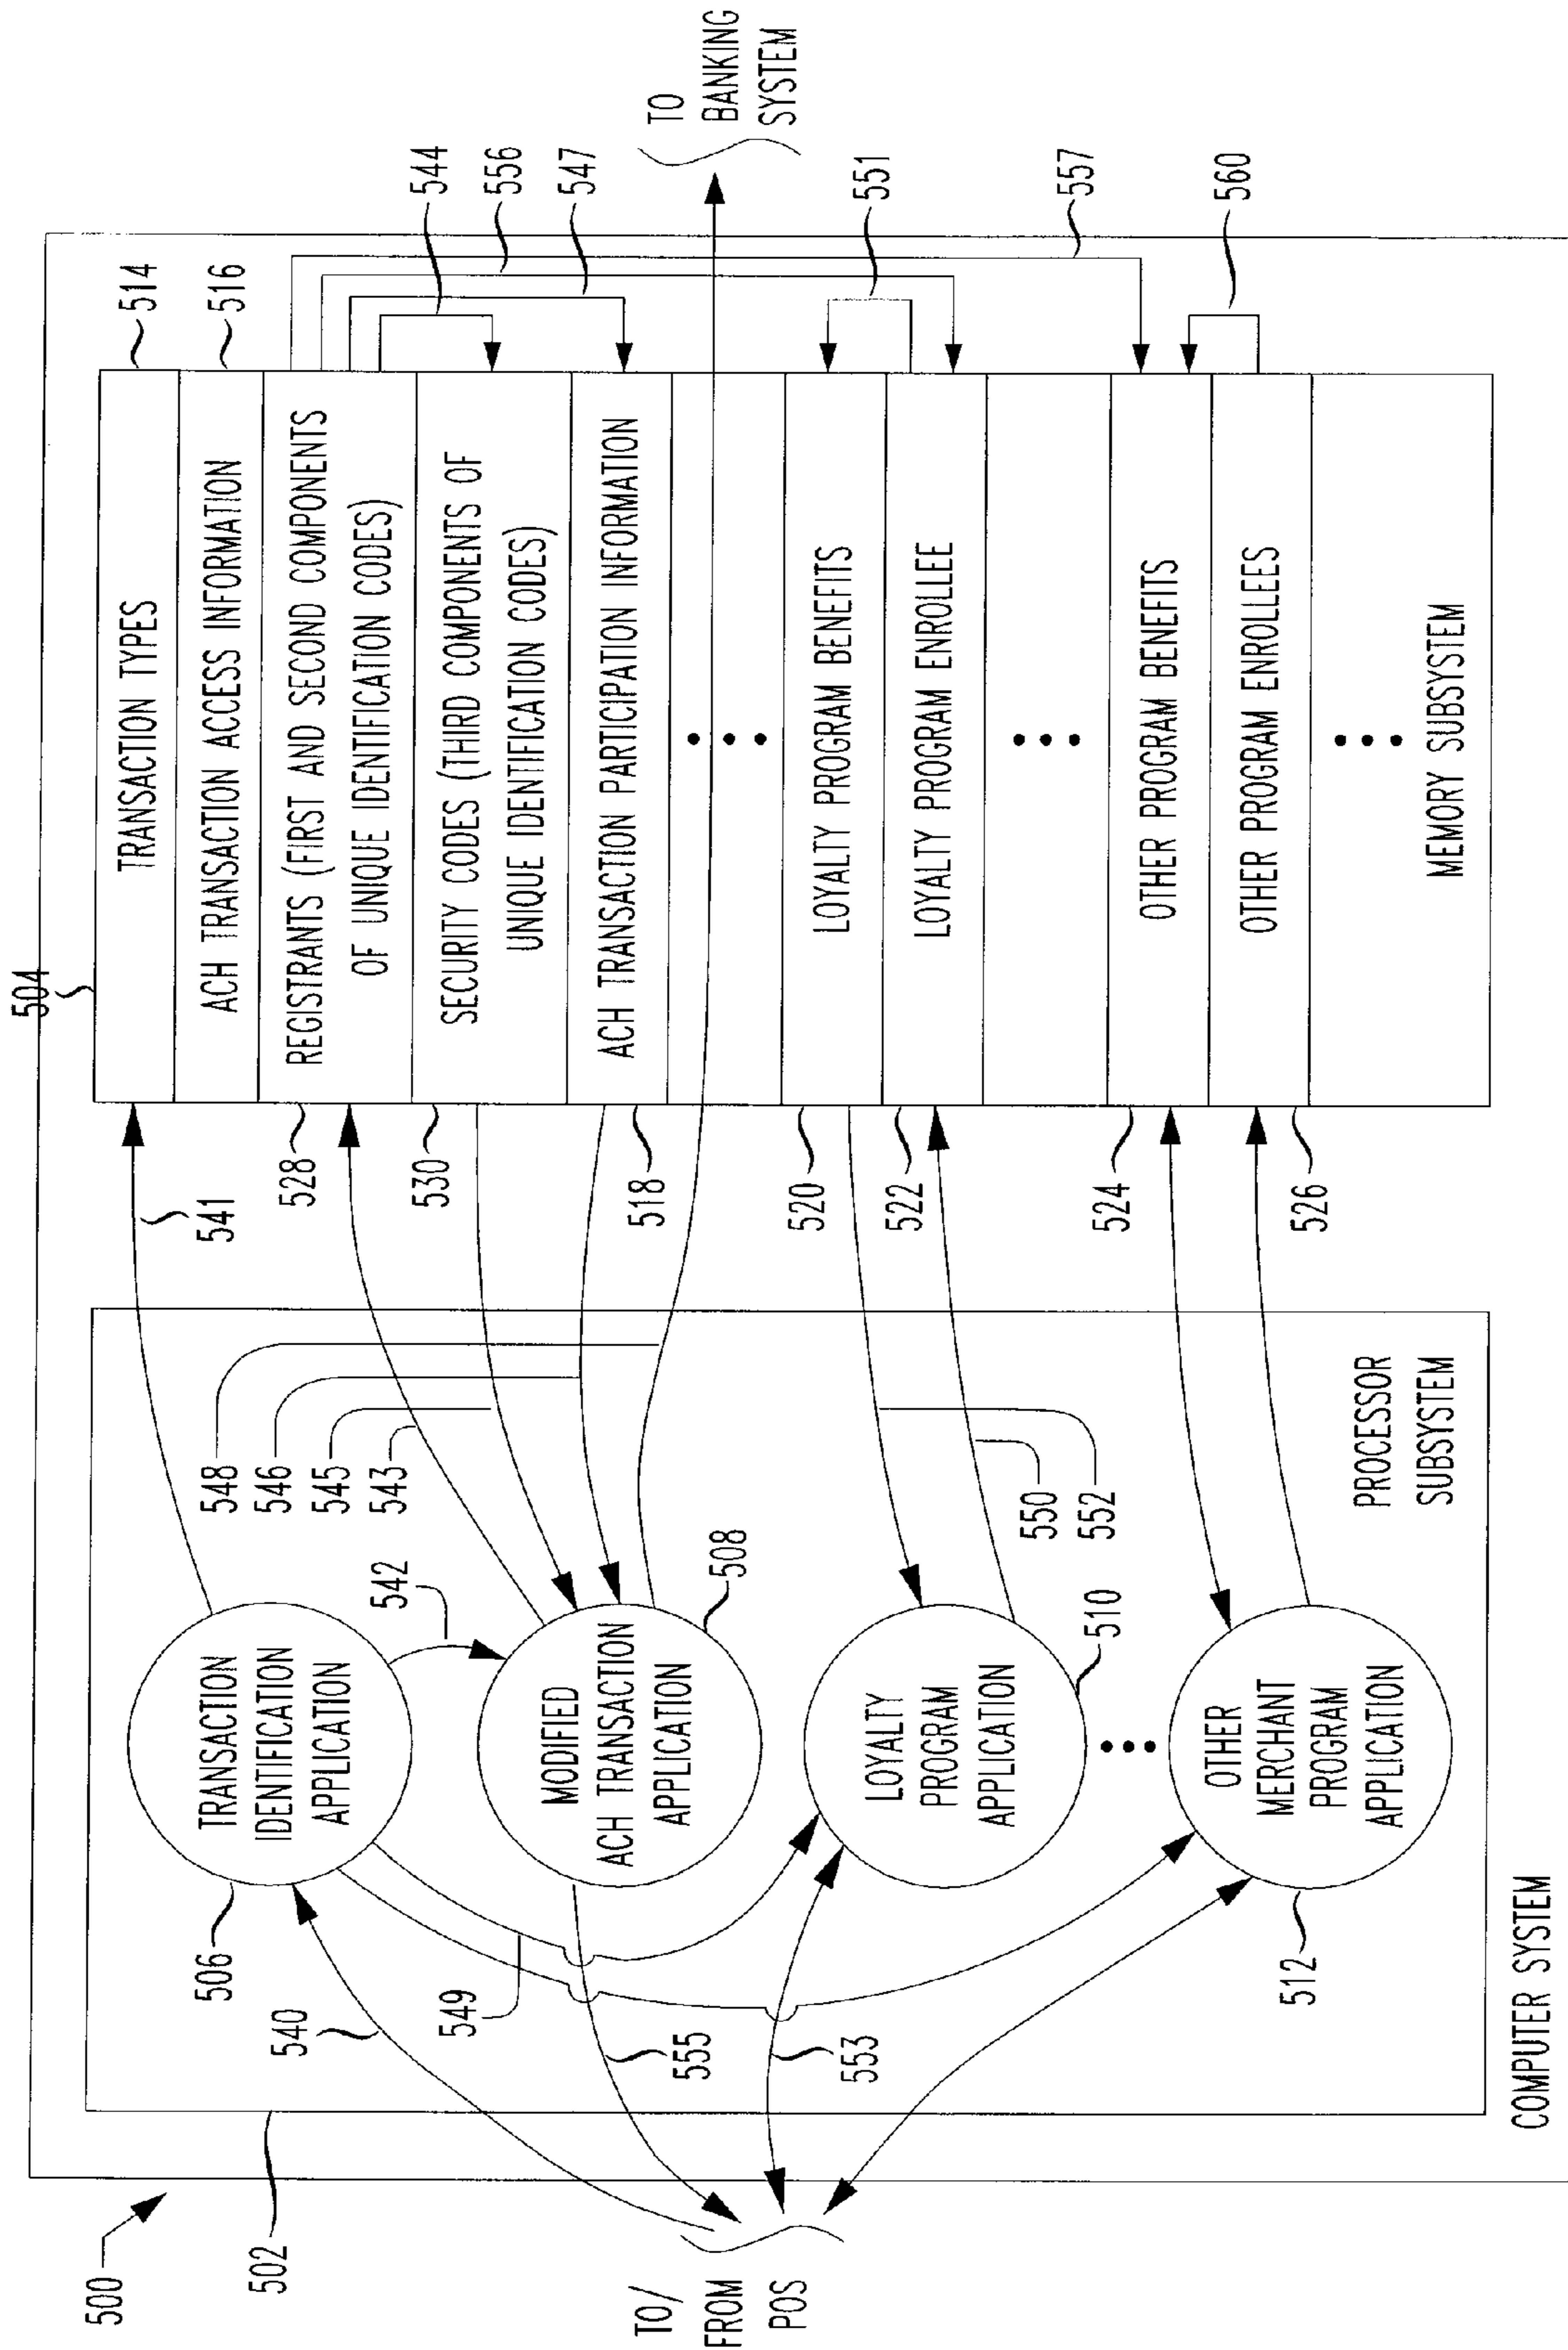 500
502
504
TO/
FROM
POS
TO
BANKING
SYSTEM
TRANSACTION
IDENTIFICATION
APPLICATION
506
540
541
542
MODIFIED
ACH TRANSACTION
APPLICATION
508
548
546
545
543
549
555
553
LOYALTY
PROGRAM
APPLICATION
510
550
552
OTHER
MERCHANT
PROGRAM
APPLICATION
512
PROCESSOR
SUBSYSTEM
COMPUTER SYSTEM
TRANSACTION TYPES
514
ACH TRANSACTION ACCESS INFORMATION
516
REGISTRANTS (FIRST AND SECOND COMPONENTS
OF UNIQUE IDENTIFICATION CODES)
528
SECURITY CODES (THIRD COMPONENTS OF
UNIQUE IDENTIFICATION CODES)
530
ACH TRANSACTION PARTICIPATION INFORMATION
518
LOYALTY PROGRAM BENEFITS
520
LOYALTY PROGRAM ENROLLEE
522
OTHER PROGRAM BENEFITS
524
OTHER PROGRAM ENROLLEES
526
MEMORY SUBSYSTEM
544
556
547
551
557
560